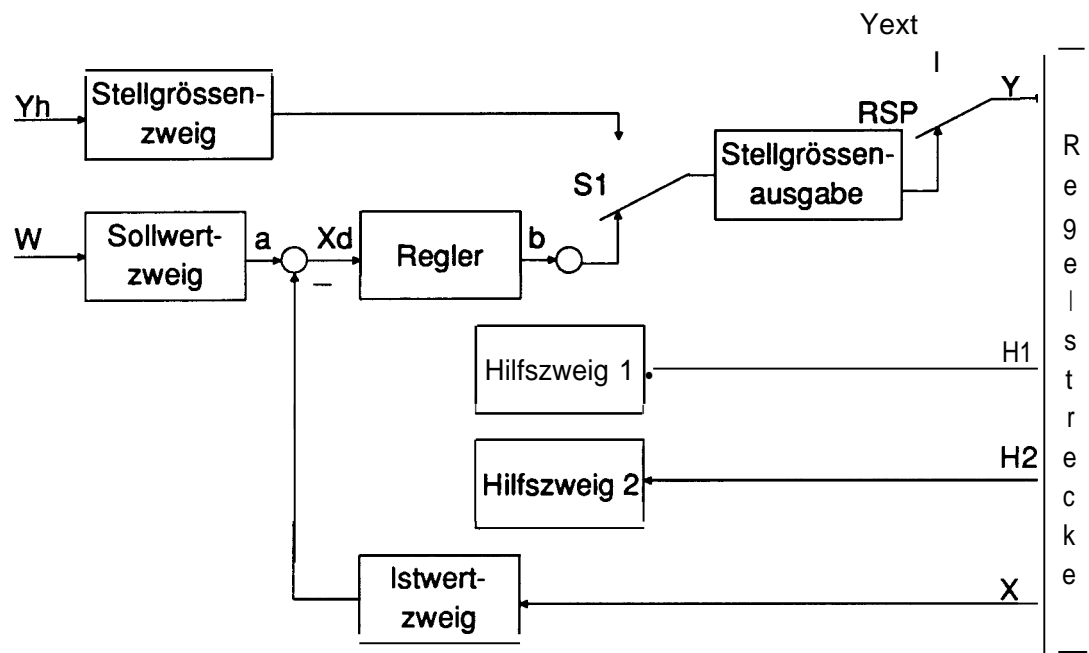 Yext
Yh
Stellgrössen-
zweig
Y
RSP
Stellgrössen-
ausgabe
S1
W
Sollwert-
zweig
a
Xd
Regler
b
Hilfszweig 1
H1
Hilfszweig 2
H2
Istwert-
zweig
X
Re9elstrecke